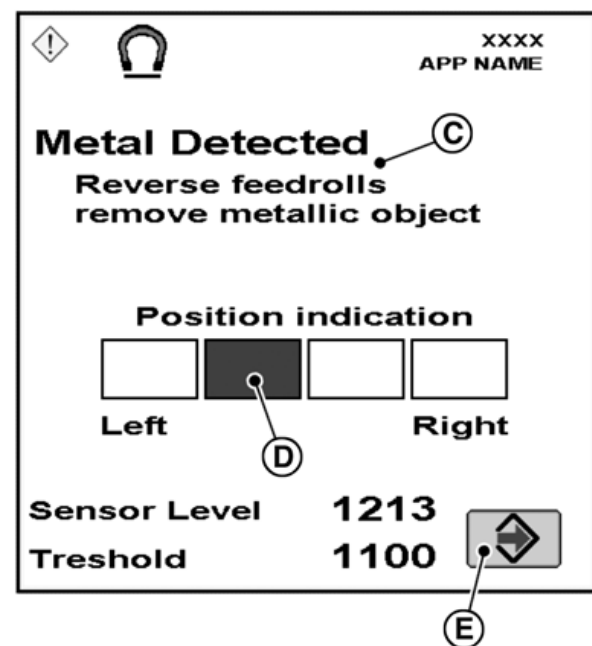 XXXX
APP NAME
Metal Detected
C
Reverse feedrolls
remove metallic object
Position indication
Left Right
D
Sensor Level 1213
Treshold 1100
E